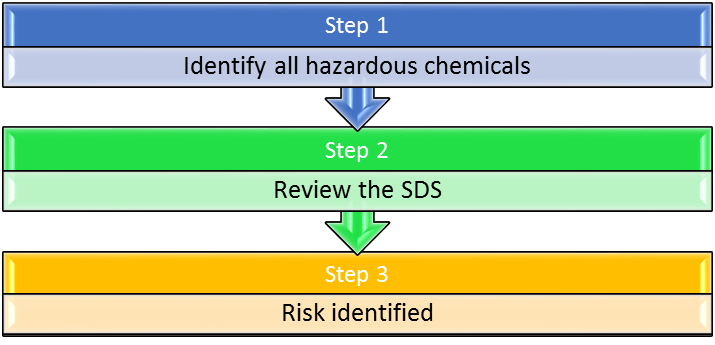 Step 1
Identify all hazardous chemicals
Step 2
Review the SDS
Step 3
Risk identified